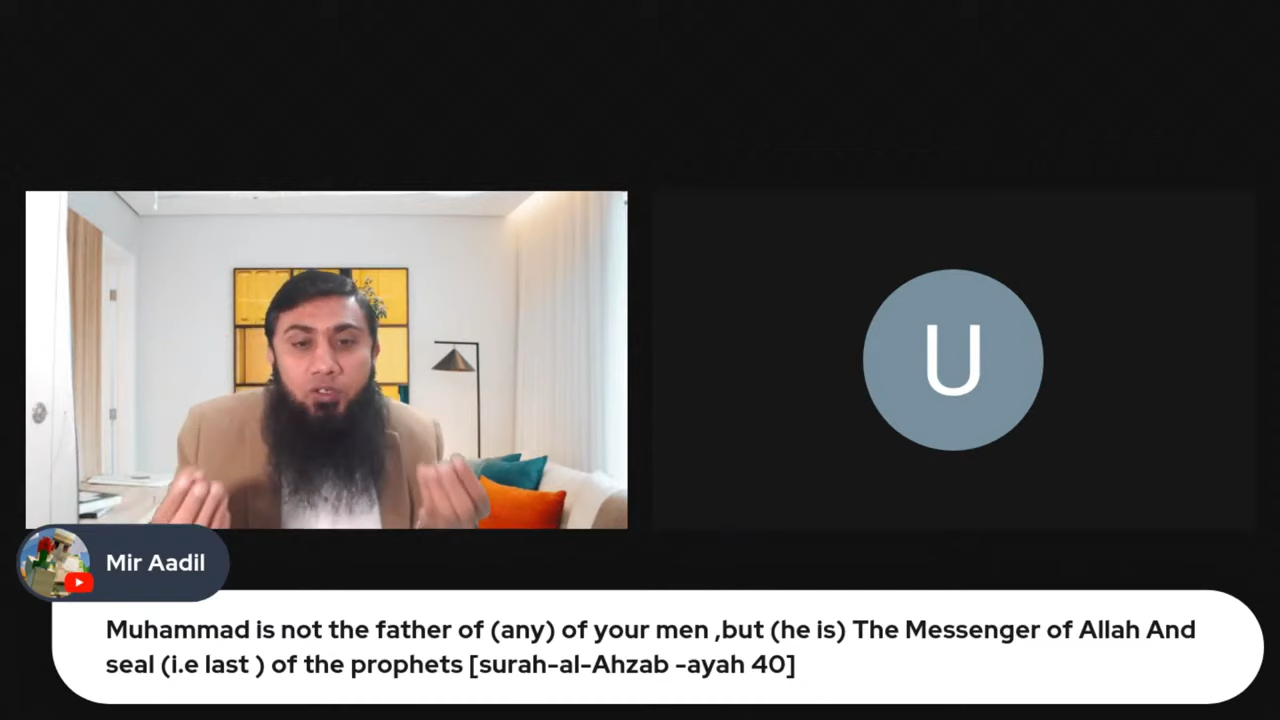 U
Mir Aadil
Muhammad is not the father of (any) of your men ,but (he is) The Messenger of Allah And
seal (i.e last ) of the prophets [surah-al-Ahzab -ayah 40]